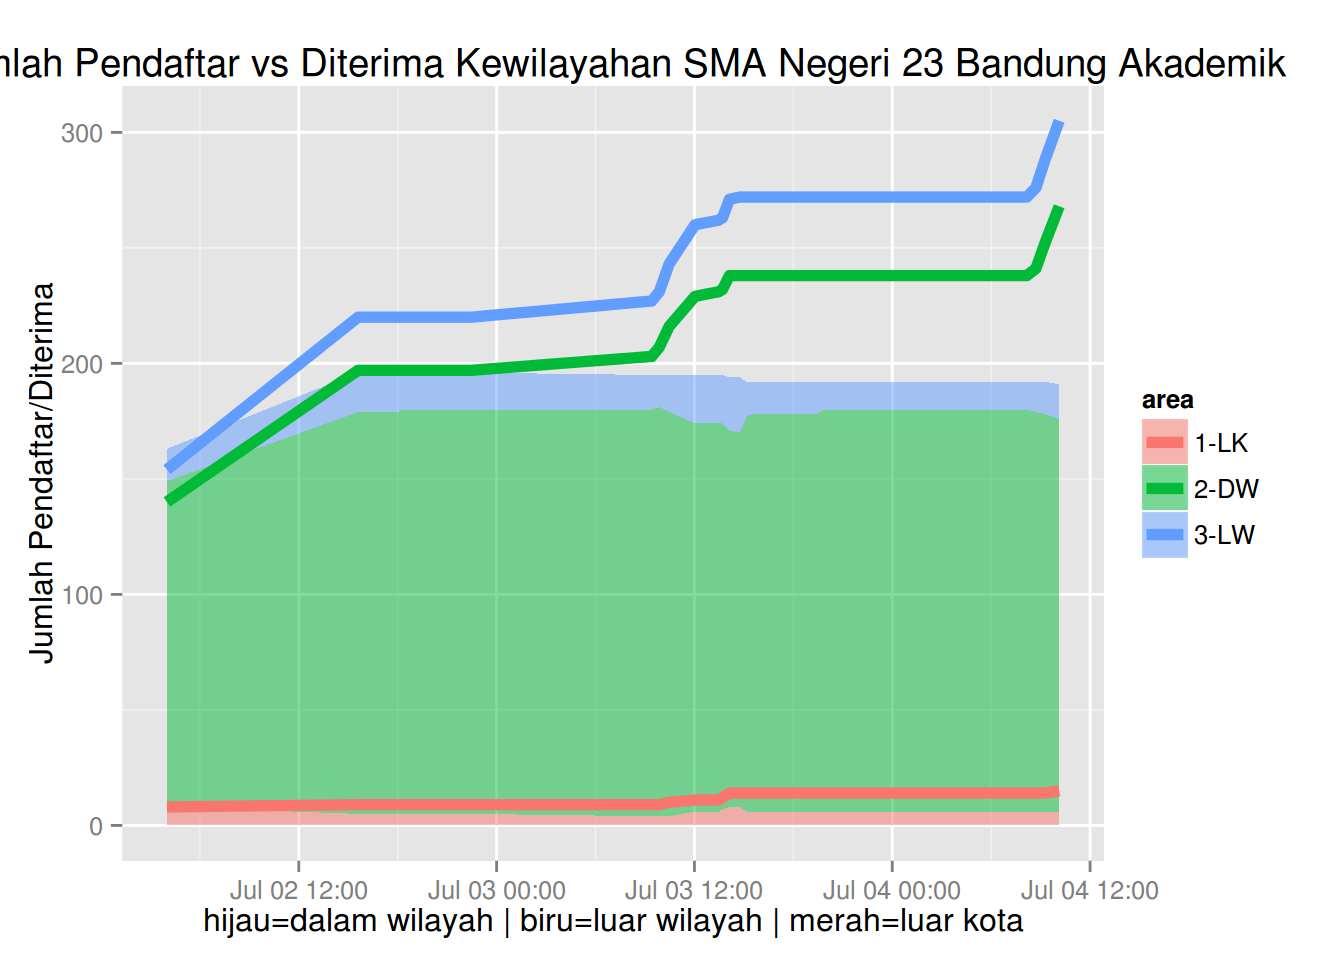 mlah Pendaftar vs Diterima Kewilayahan SMA Negeri 23 Bandung Akademik
Jumlah Pendaftar/Diterima
300
200
100
0
Jul 02 12:00
Jul 03 00:00
Jul 03 12:00
Jul 04 00:00
Jul 04 12:00
hijau=dalam wilayah | biru=luar wilayah | merah=luar kota
area
1-LK
2-DW
3-LW